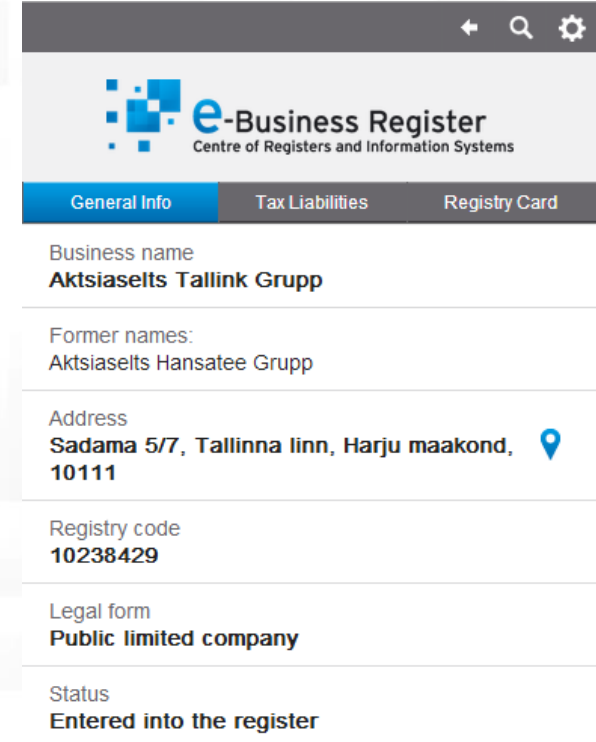 e-Business Register
Centre of Registers and Information Systems
General Info
Tax Liabilities
Registry Card
Business name
Aktsiaselts Tallink Grupp
Former names:
Aktsiaselts Hansatee Grupp
Address
Sadama 5/7, Tallinna linn, Harju maakond,
10111
Registry code
10238429
Legal form
Public limited company
Status
Entered into the register